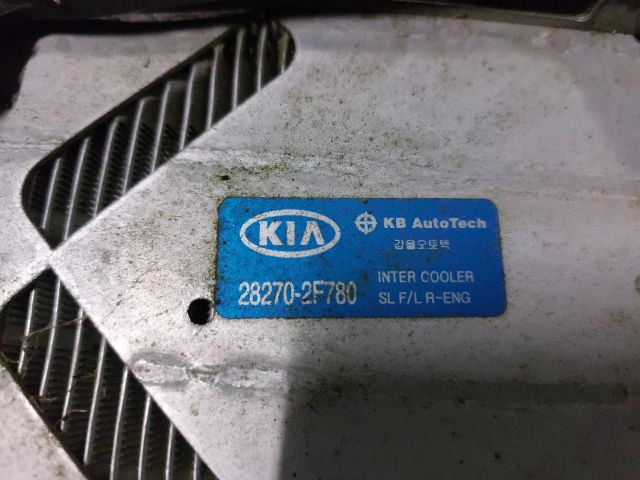 KIA
KB AutoTech
갑을오토텍
28270-2F780
INTER COOLER
SL F/L R-ENG